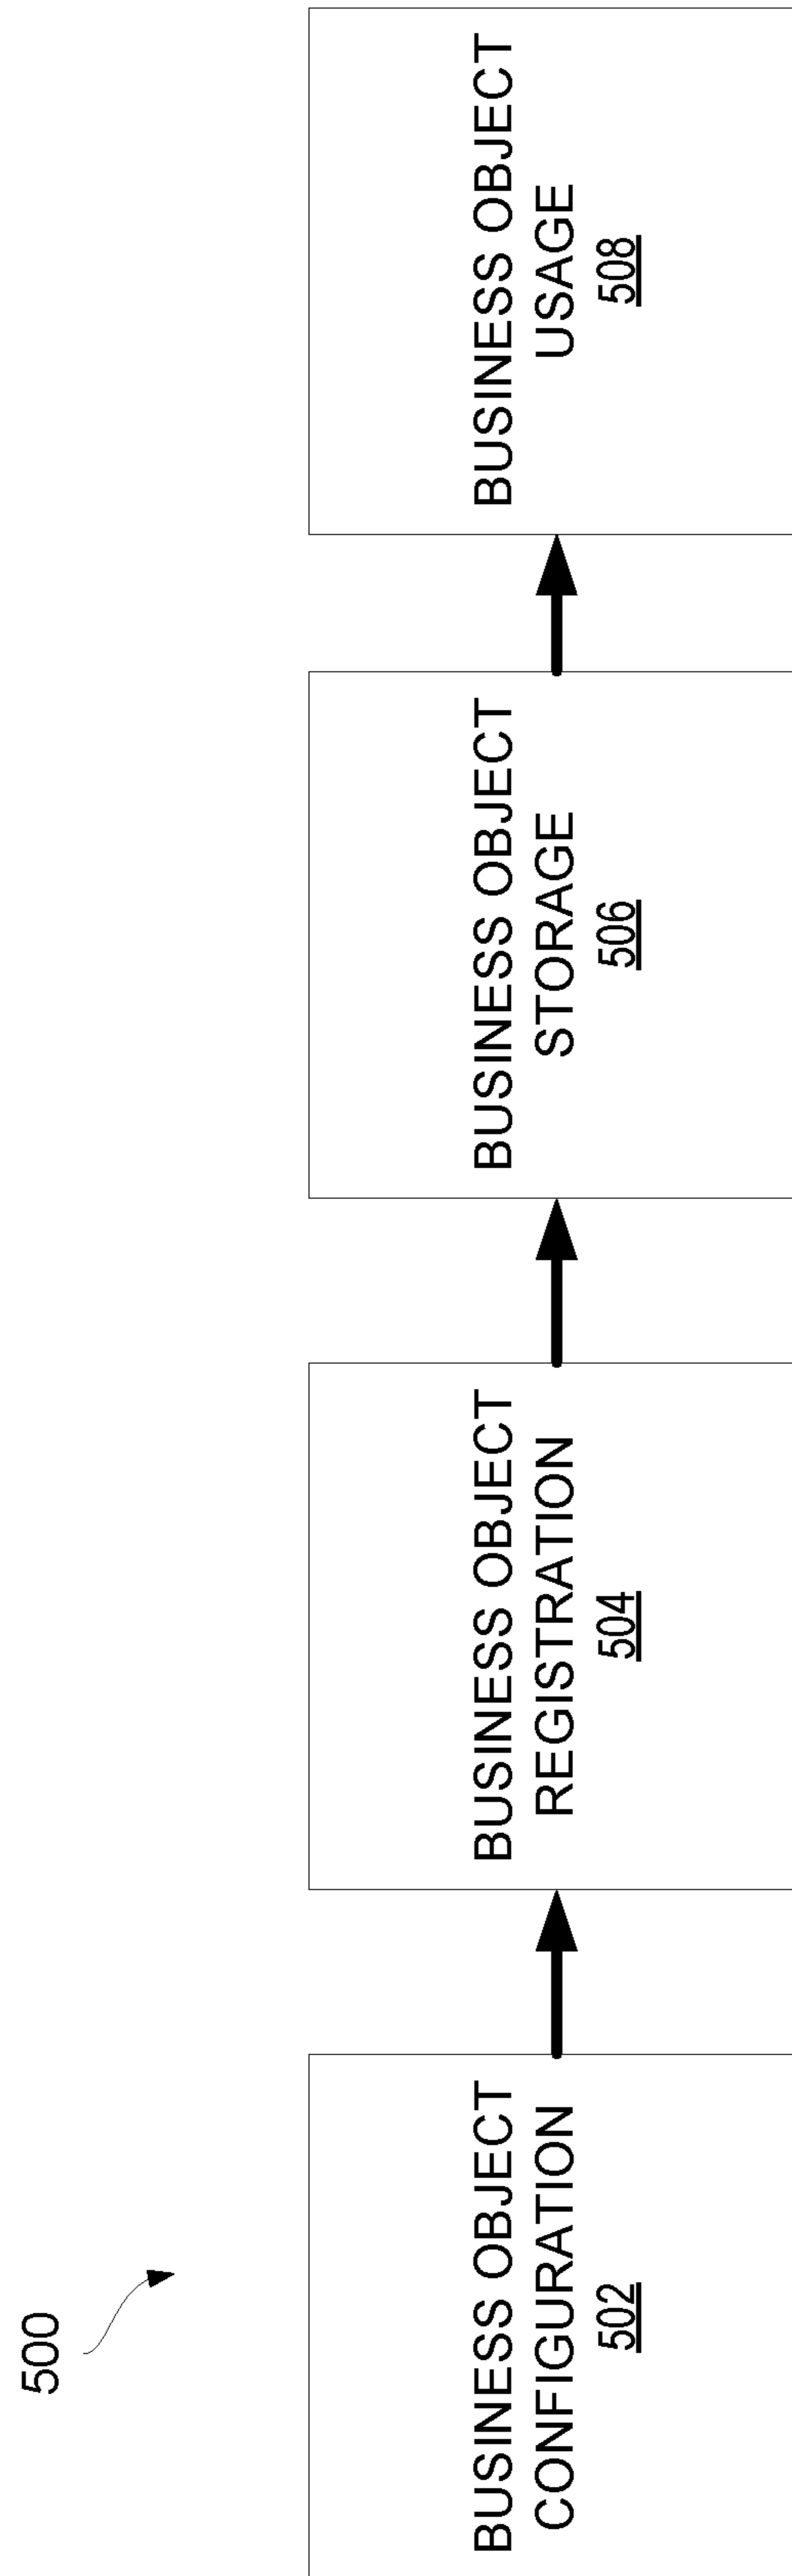 500
BUSINESS OBJECT
CONFIGURATION
502
BUSINESS OBJECT
REGISTRATION
504
BUSINESS OBJECT
STORAGE
506
BUSINESS OBJECT
USAGE
508